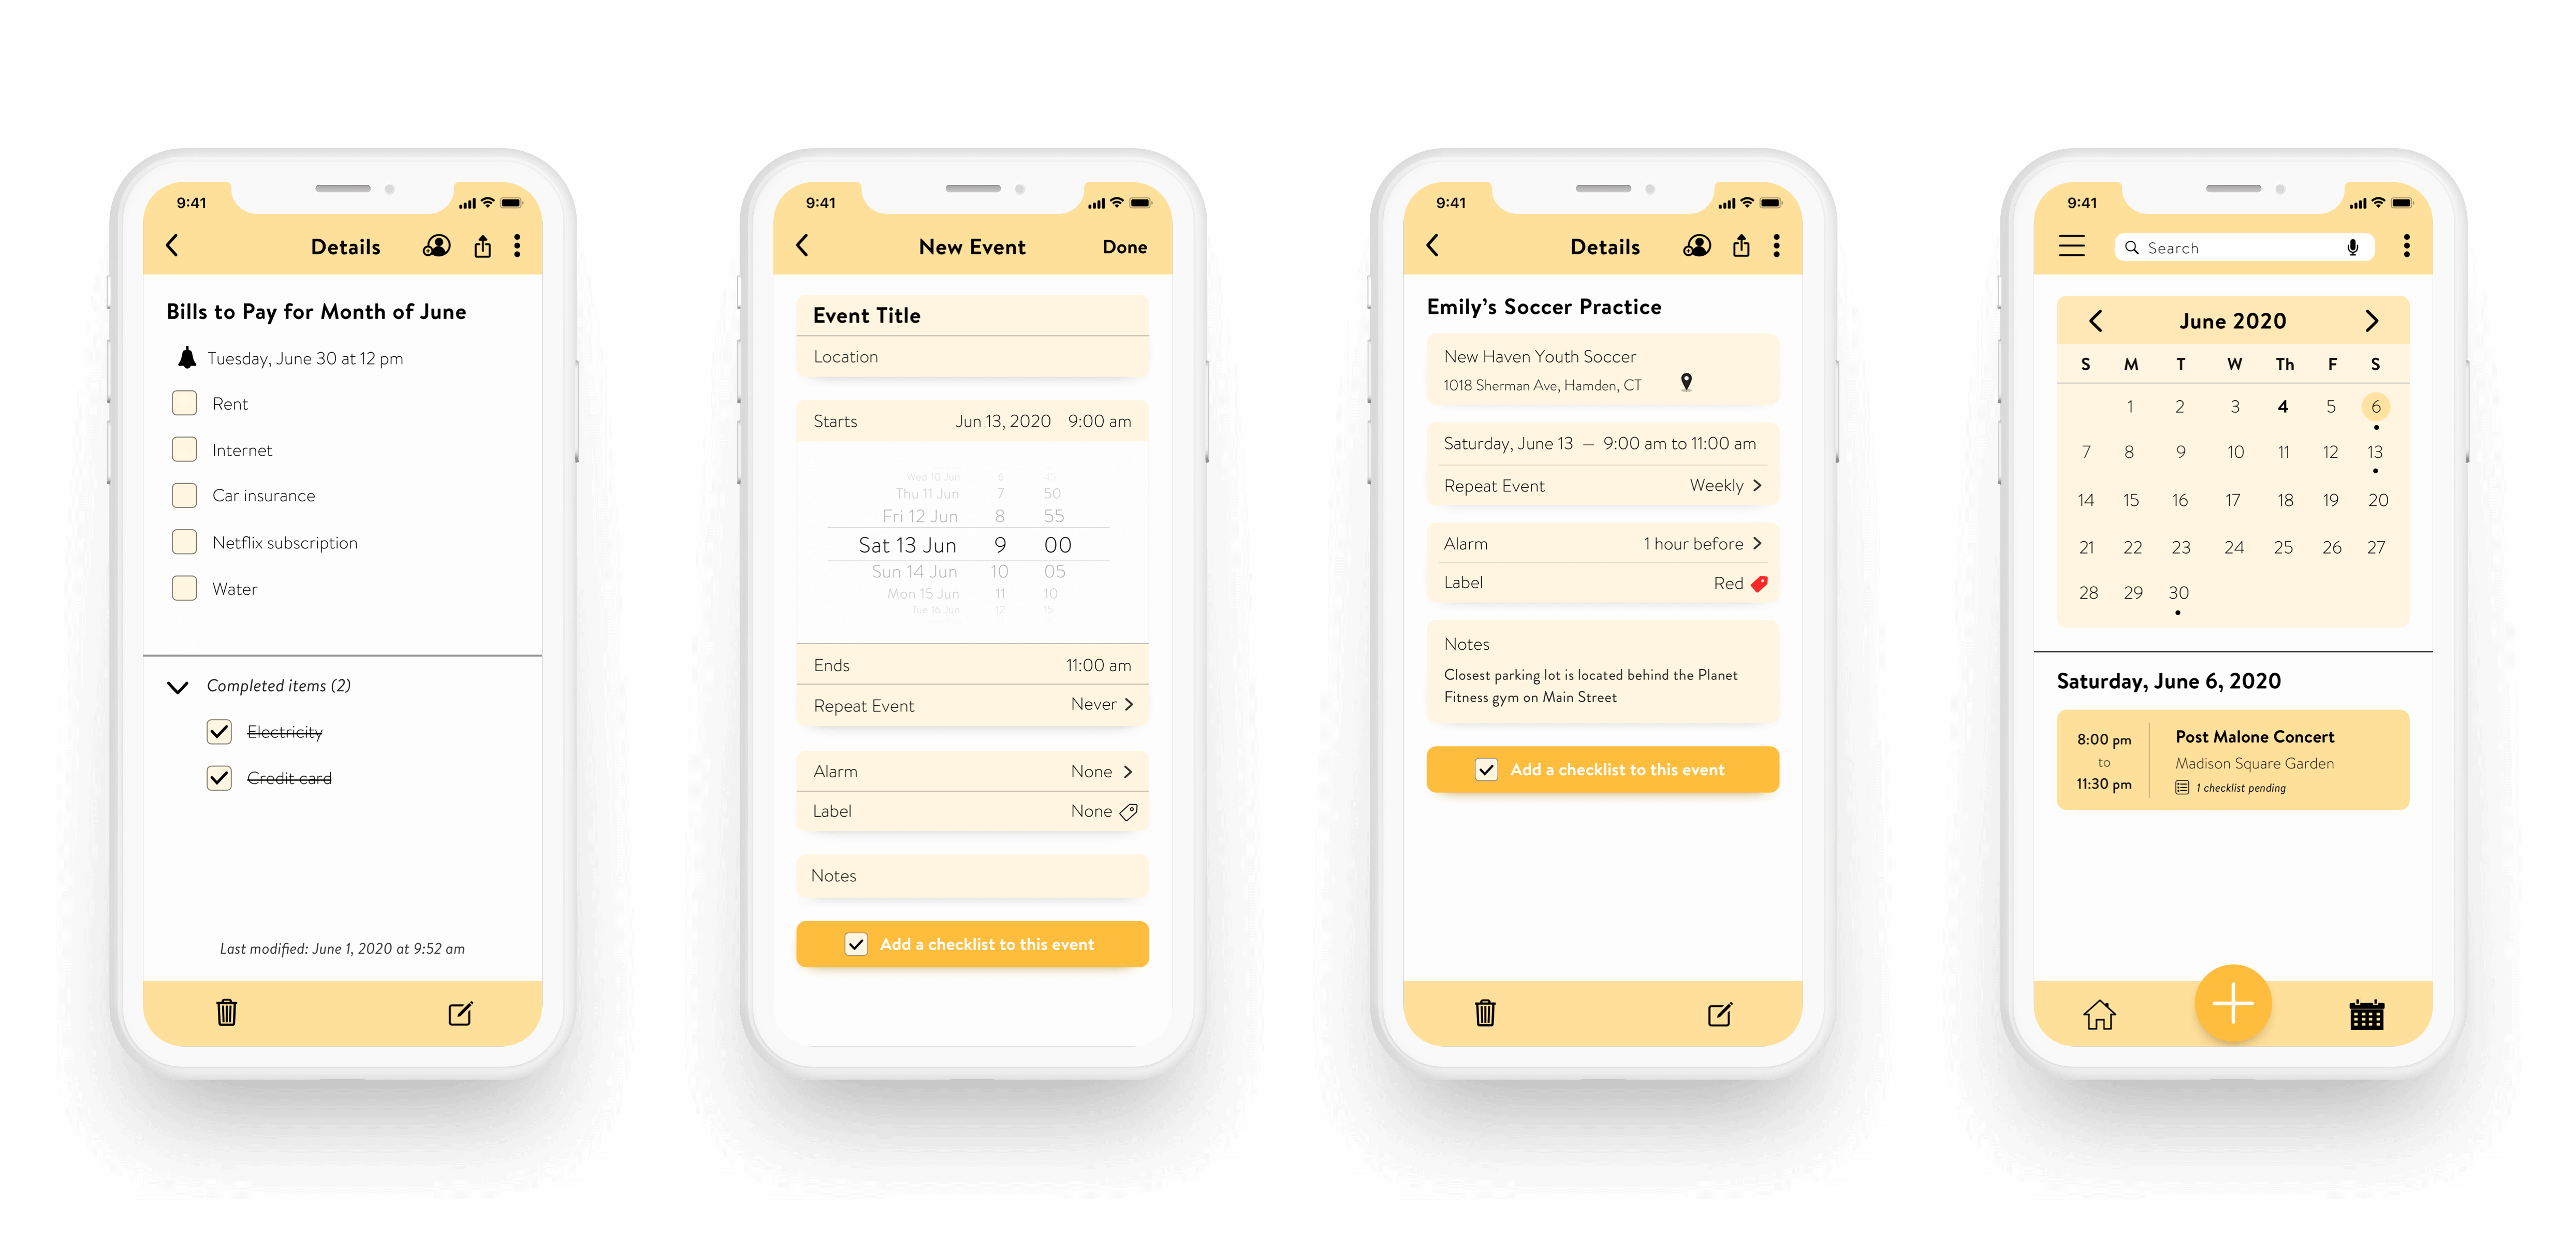 9:41
Details
Bills to Pay for Month of June
Tuesday, June 30 at 12 pm
Rent
Internet
Car insurance
Netflix subscription
Water
Completed items (2)
Electricity
Credit card
Last modified: June 1, 2020 at 9:52 am
9:41
New Event Done
Event Title
Location
Starts Jun 13, 2020 9:00 am
Wed 10 Jun 6 45
Thu 11 Jun 7 50
Fri 12 Jun 8 55
Sat 13 Jun 9 00
Sun 14 Jun 10 05
Mon 15 Jun 11 10
Tue 16 Jun 12 15
Ends 11:00 am
Repeat Event Never
Alarm None
Label None
Notes
Add a checklist to this event
9:41
Details
Emily's Soccer Practice
New Haven Youth Soccer
1018 Sherman Ave, Hamden, CT
Saturday, June 13 — 9:00 am to 11:00 am
Repeat Event Weekly
Alarm 1 hour before
Label Red
Notes
Closest parking lot is located behind the Planet
Fitness gym on Main Street
Add a checklist to this event
9:41
Search
June 2020
S M T W Th F S
1 2 3 4 5 6
7 8 9 10 11 12 13
14 15 16 17 18 19 20
21 22 23 24 25 26 27
28 29 30
Saturday, June 6, 2020
8:00 pm
to
11:30 pm
Post Malone Concert
Madison Square Garden
1 checklist pending